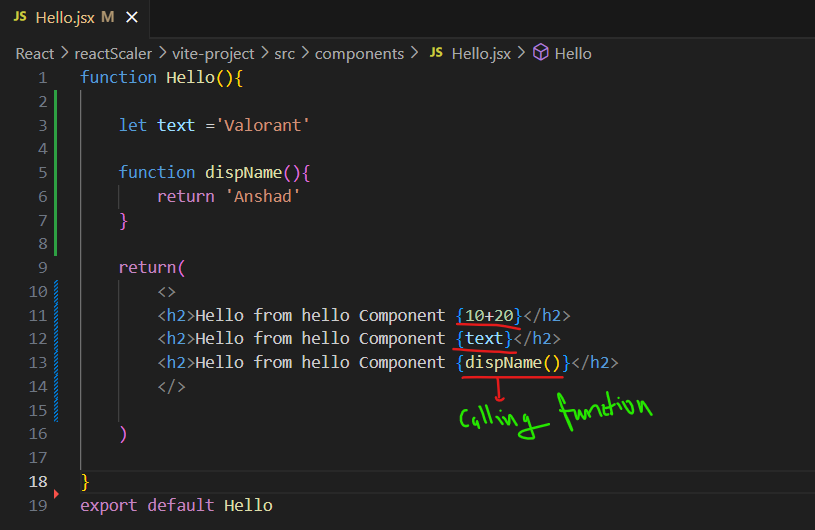 JS Hello.jsx M ×
React > reactScaler > vite-project > src > components > JS Hello.jsx > Hello
1 function Hello(){
2
3     let text ='Valorant'
4
5     function dispName(){
6         return 'Anshad'
7     }
8
9     return(
10         <>
11         <h2>Hello from hello Component {10+20}</h2>
12         <h2>Hello from hello Component {text}</h2>
13         <h2>Hello from hello Component {dispName()}</h2>
14         </>
15
calling function
16     )
17
18 }
19 export default Hello